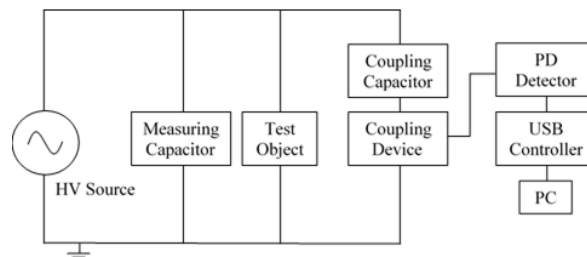 Coupling
Capacitor
PD
Detector
Measuring
Capacitor
Test
Object
Coupling
Device
USB
Controller
HV Source
PC